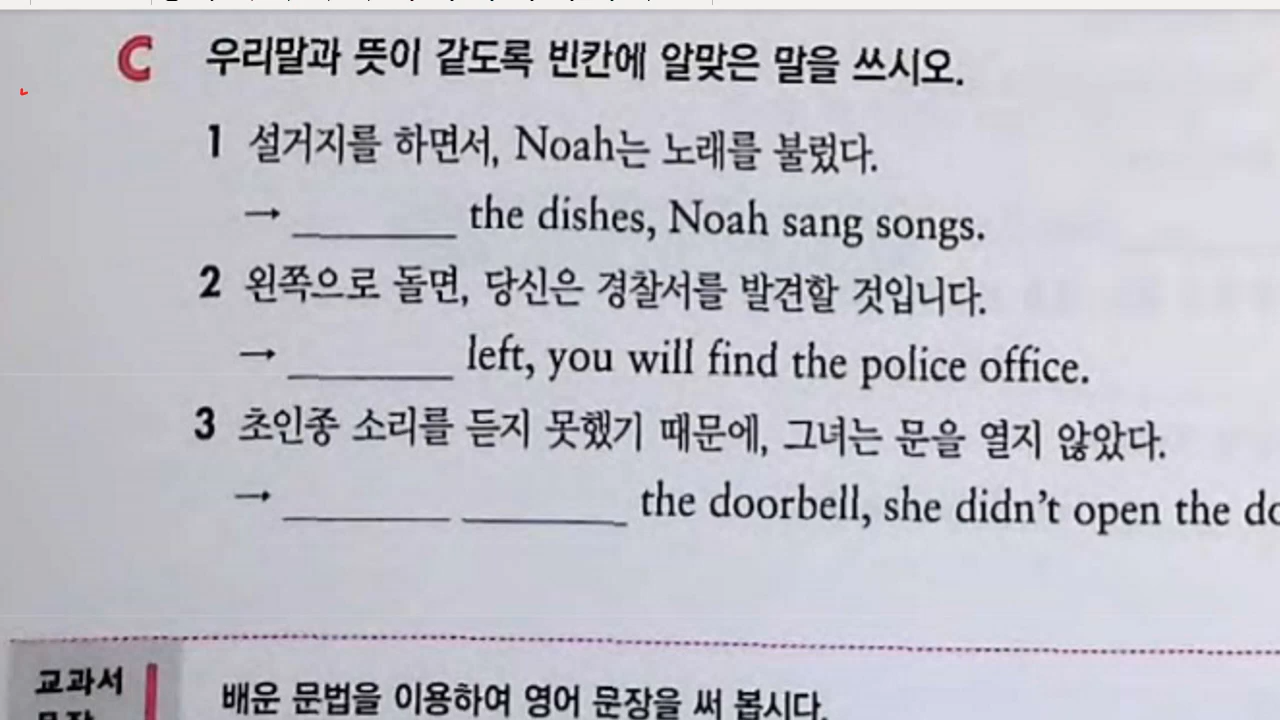 C 우리말과 뜻이 같도록 빈칸에 알맞은 말을 쓰시오.
1 설거지를 하면서, Noah는 노래를 불렀다.
→ ________ the dishes, Noah sang songs.
2 왼쪽으로 돌면, 당신은 경찰서를 발견할 것입니다.
→ ________ left, you will find the police office.
3 초인종 소리를 듣지 못했기 때문에, 그녀는 문을 열지 않았다.
→ ________ ________ the doorbell, she didn't open the
교과서
배운 문법을 이용하여 영어 문장을 써 봅시다.